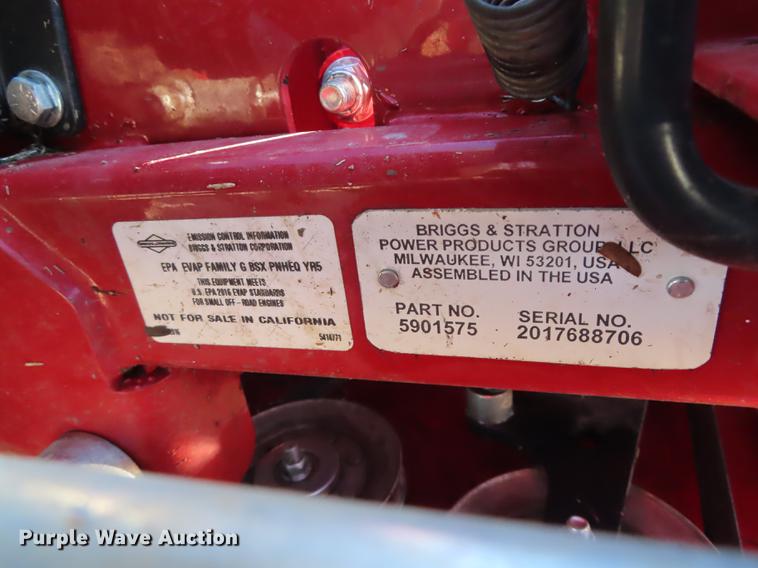 EMISSION CONTROL INFORMATION
BRIGGS & STRATTON CORPORATION
EPA EVAP FAMILY G BSX PNHEQ YR5
THIS EQUIPMENT MEETS
U.S. EPA 2016 EVAP STANDARDS
FOR SMALL OFF-ROAD ENGINES
NOT FOR SALE IN CALIFORNIA
5414771
BRIGGS & STRATTON
POWER PRODUCTS GROUP, LLC
MILWAUKEE, WI 53201, USA
ASSEMBLED IN THE USA
PART NO.
5901575
SERIAL NO.
2017688706
Purple Wave Auction